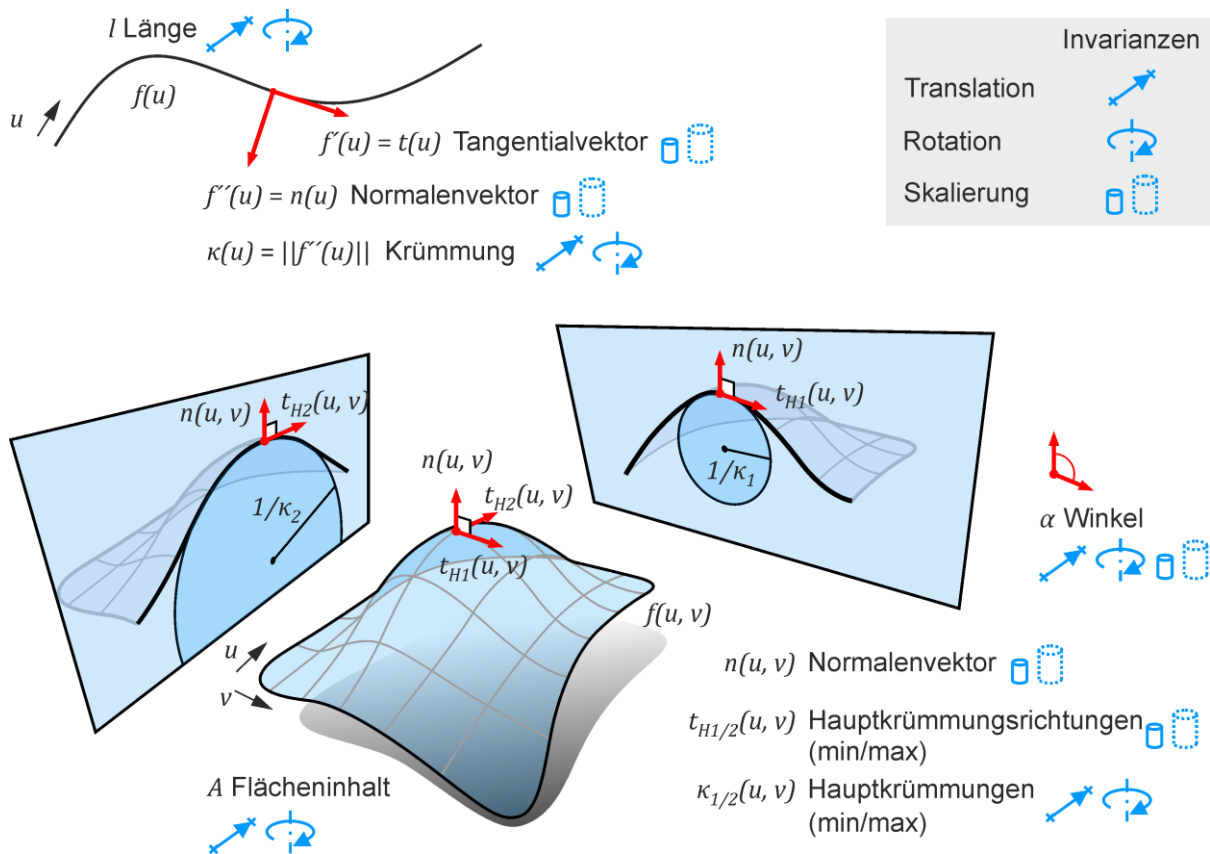 l Länge
f(u)
u
f´(u) = t(u) Tangentialvektor
f´´(u) = n(u) Normalenvektor
κ(u) = ||f´´(u)|| Krümmung
Invarianzen
Translation
Rotation
Skalierung
n(u, v)
t_H2(u, v)
1/κ_2
n(u, v)
t_H1(u, v)
1/κ_1
n(u, v)
t_H2(u, v)
t_H1(u, v)
f(u, v)
u
v
α Winkel
n(u, v) Normalenvektor
t_H1/2(u, v) Hauptkrümmungsrichtungen
(min/max)
κ_1/2(u, v) Hauptkrümmungen
(min/max)
A Flächeninhalt